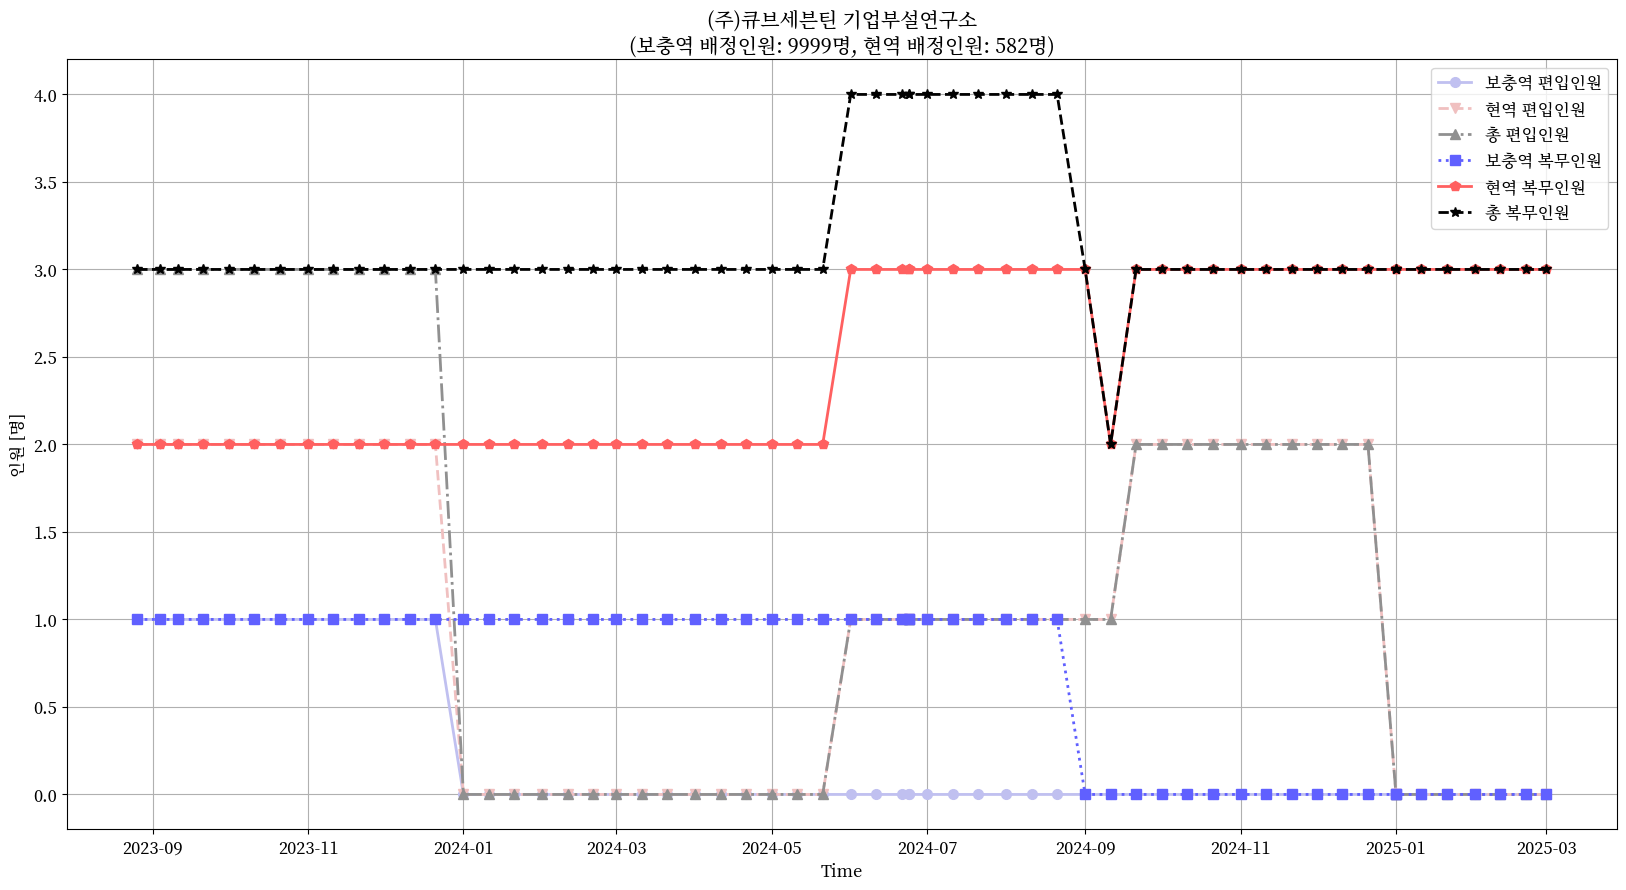 (주)큐브세븐틴 기업부설연구소
(보충역 배정인원: 9999명, 현역 배정인원: 582명)
보충역 편입인원
현역 편입인원
총 편입인원
보충역 복무인원
현역 복무인원
총 복무인원
인원 [명]
4.0
3.5
3.0
2.5
2.0
1.5
1.0
0.5
0.0
2023-09 2023-11 2024-01 2024-03 2024-05 2024-07 2024-09 2024-11 2025-01 2025-03
Time